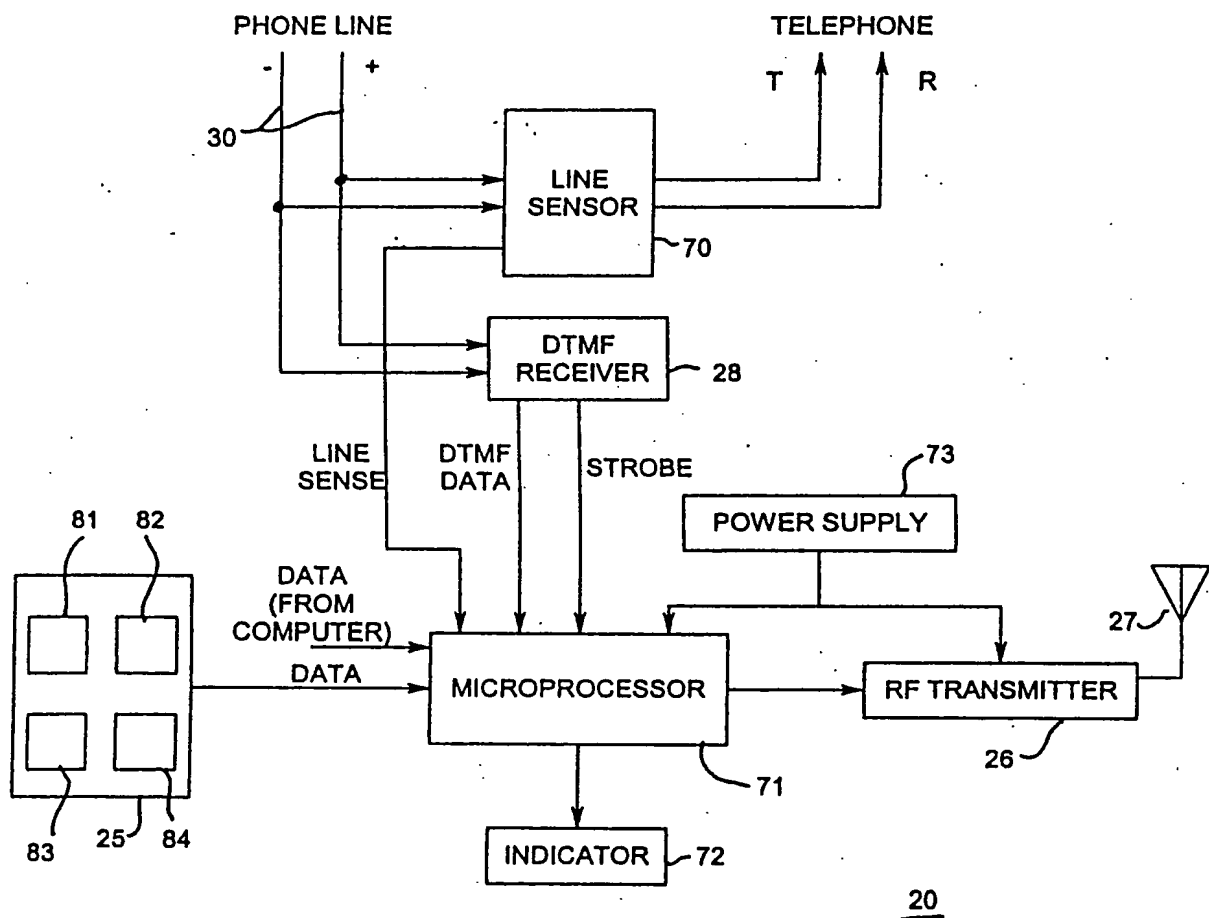 PHONE LINE
TELEPHONE
- +
T R
30
LINE
SENSOR
70
DTMF
RECEIVER
28
LINE
SENSE
DTMF
DATA
STROBE
73
POWER SUPPLY
81 82
DATA
(FROM
COMPUTER)
DATA
MICROPROCESSOR
27
RF TRANSMITTER
26
71
83 25 84
INDICATOR
72
20